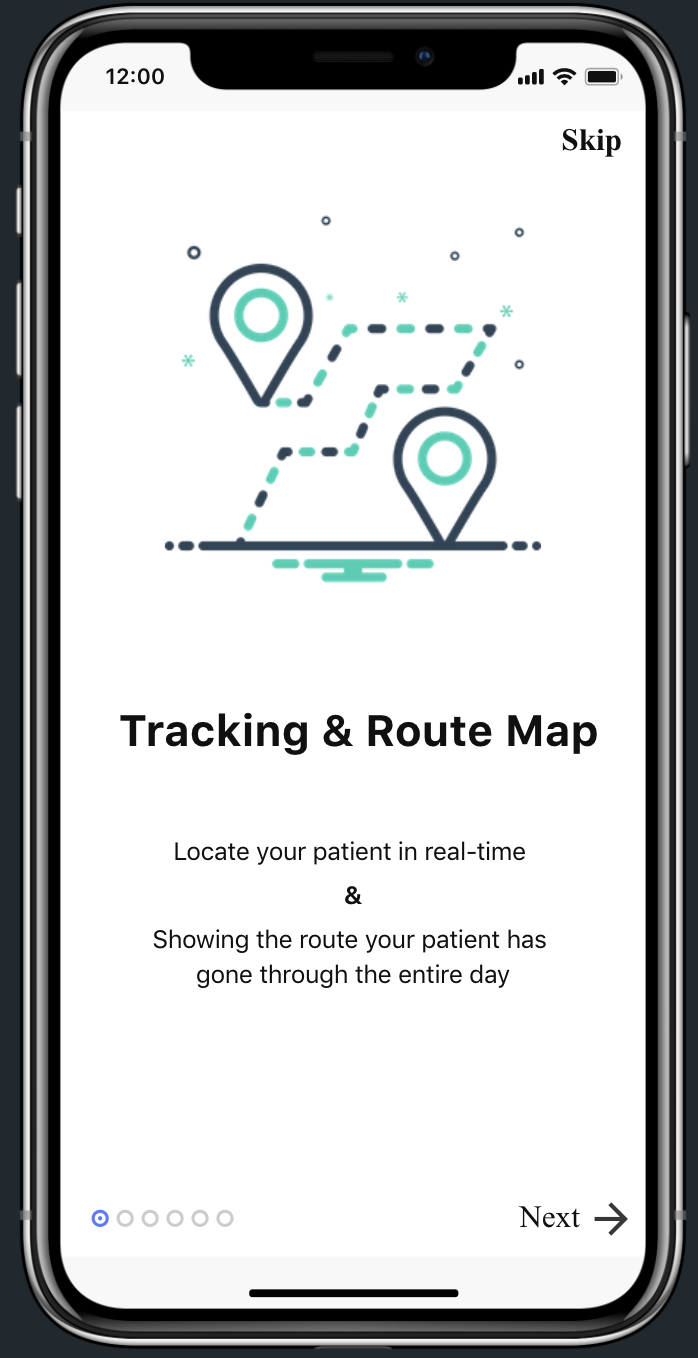 12:00
Skip
Tracking & Route Map
Locate your patient in real-time
&
Showing the route your patient has
gone through the entire day
Next